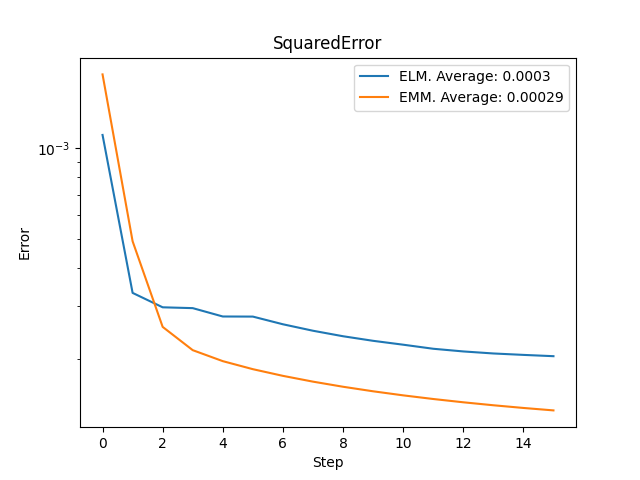 SquaredError
ELM. Average: 0.0003
EMM. Average: 0.00029
10⁻³
Error
0 2 4 6 8 10 12 14
Step